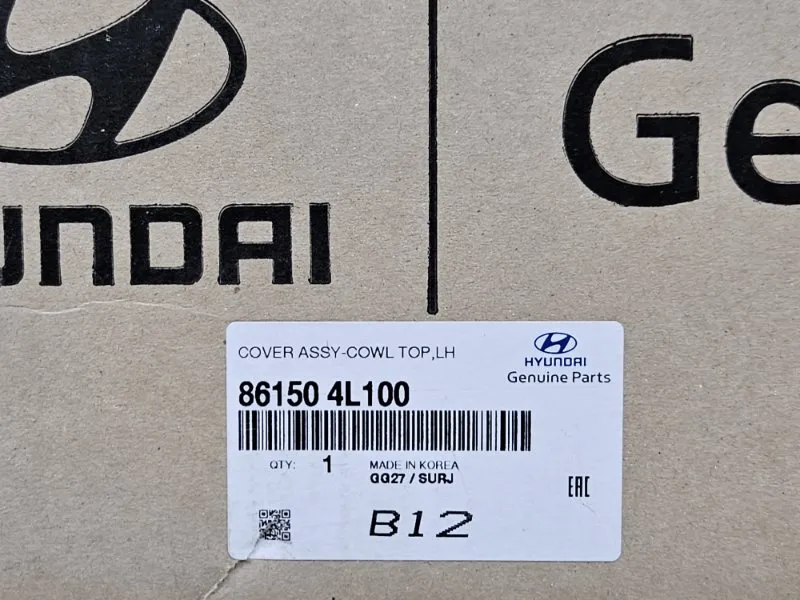 Ge
UNDAI
COVER ASSY-COWL TOP,LH
HYUNDAI
Genuine Parts
86150 4L100
QTY: 1 MADE IN KOREA
GG27 / SURJ
EAC
B12